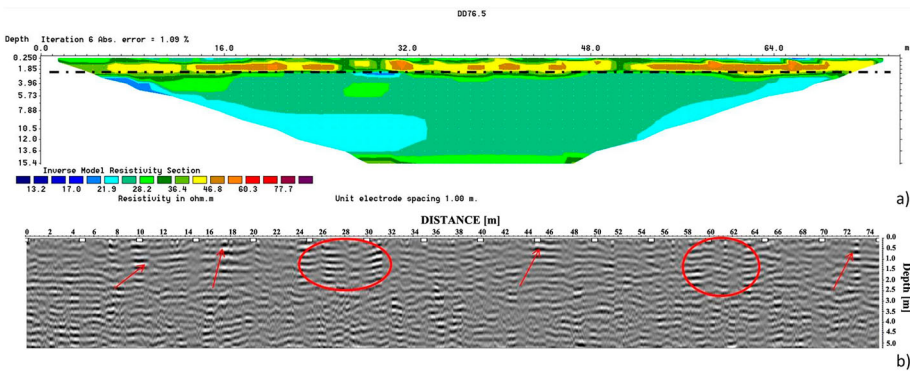 DD76.5
Depth Iteration 6 Abs. error = 1.09 %
0.0 16.0 32.0 48.0 64.0 m
0.250
1.85
3.96
5.73
7.88
10.5
12.0
13.6
15.4
Inverse Model Resistivity Section
13.2 17.0 21.9 28.2 36.4 46.8 60.3 77.7
Resistivity in ohm.m Unit electrode spacing 1.00 m.
a)
DISTANCE [m]
0 2 4 6 8 10 12 14 16 18 20 22 24 26 28 30 32 34 36 38 40 42 44 46 48 50 52 54 56 58 60 62 64 66 68 70 72 74
0.0
0.5
1.0
1.5
2.0
2.5
3.0
3.5
4.0
4.5
5.0
Depth [m]
b)